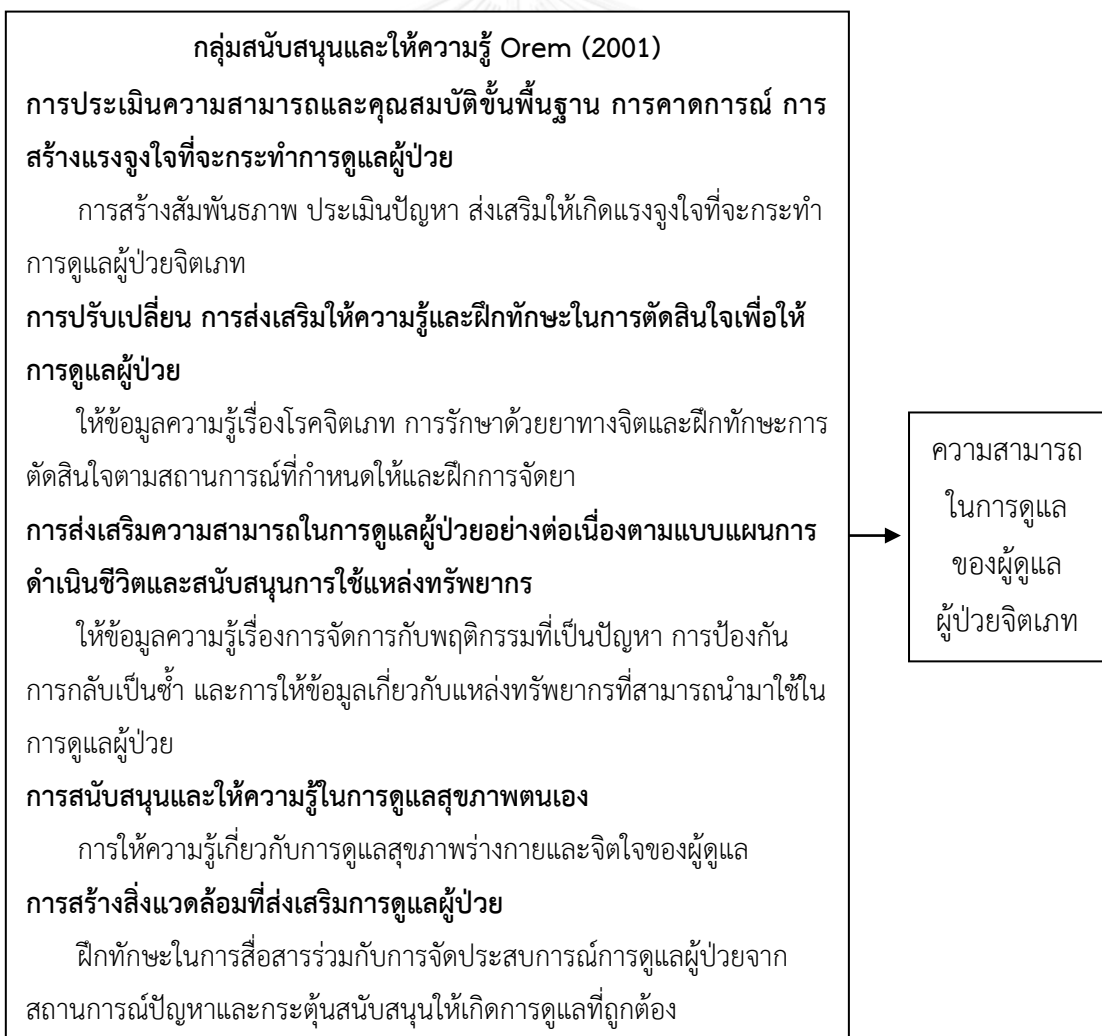 กลุ่มสนับสนุนและให้ความรู้ Orem (2001)
การประเมินความสามารถและคุณสมบัติขั้นพื้นฐาน การคาดการณ์ การ
สร้างแรงจูงใจที่จะกระทำการดูแลผู้ป่วย
การสร้างสัมพันธภาพ ประเมินปัญหา ส่งเสริมให้เกิดแรงจูงใจที่จะกระทำ
การดูแลผู้ป่วยจิตเภท
การปรับเปลี่ยน การส่งเสริมให้ความรู้และฝึกทักษะในการตัดสินใจเพื่อให้
การดูแลผู้ป่วย
ให้ข้อมูลความรู้เรื่องโรคจิตเภท การรักษาด้วยยาทางจิตและฝึกทักษะการ
ตัดสินใจตามสถานการณ์ที่กำหนดให้และฝึกการจัดยา
การส่งเสริมความสามารถในการดูแลผู้ป่วยอย่างต่อเนื่องตามแบบแผนการ
ดำเนินชีวิตและสนับสนุนการใช้แหล่งทรัพยากร
ให้ข้อมูลความรู้เรื่องการจัดการกับพฤติกรรมที่เป็นปัญหา การป้องกัน
การกลับเป็นซ้ำ และการให้ข้อมูลเกี่ยวกับแหล่งทรัพยากรที่สามารถนำมาใช้ใน
การดูแลผู้ป่วย
การสนับสนุนและให้ความรู้ในการดูแลสุขภาพตนเอง
การให้ความรู้เกี่ยวกับการดูแลสุขภาพร่างกายและจิตใจของผู้ดูแล
การสร้างสิ่งแวดล้อมที่ส่งเสริมการดูแลผู้ป่วย
ฝึกทักษะในการสื่อสารร่วมกับการจัดประสบการณ์การดูแลผู้ป่วยจาก
สถานการณ์ปัญหาและกระตุ้นสนับสนุนให้เกิดการดูแลที่ถูกต้อง
ความสามารถ
ในการดูแล
ของผู้ดูแล
ผู้ป่วยจิตเภท